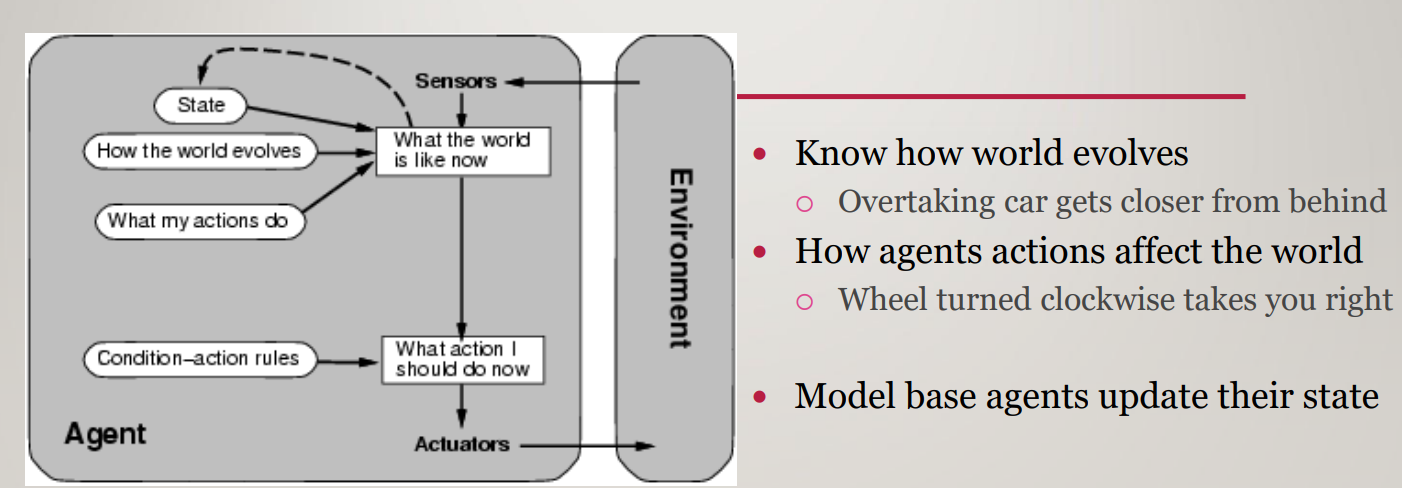 Sensors
State
What the world
is like now
How the world evolves
What my actions do
Condition–action rules
What action I
should do now
Agent
Actuators
Environment
• Know how world evolves
○ Overtaking car gets closer from behind
• How agents actions affect the world
○ Wheel turned clockwise takes you right
• Model base agents update their state